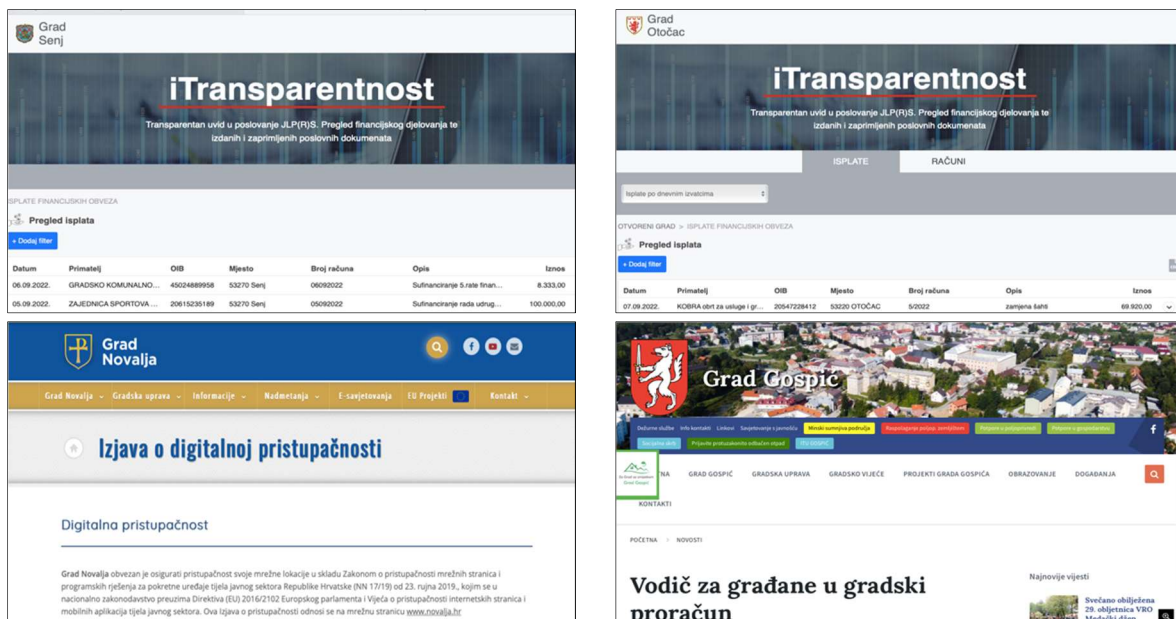 Grad
Senj
iTransparentnost
Transparentan uvid u poslovanje JLP(R)S. Pregled financijskog djelovanja te
izdanih i zaprimljenih poslovnih dokumenata
ISPLATE FINANCIJSKIH OBVEZA
Pregled isplata
+ Dodaj filter
Datum Primatelj OIB Mjesto Broj računa Opis Iznos
06.09.2022. GRADSKO KOMUNALNO... 45024889958 53270 Senj 06092022 Sufinanciranje 5.rate finan... 8.333,00
05.09.2022. ZAJEDNICA SPORTOVA ... 20615235189 53270 Senj 05092022 Sufinanciranje rada udrug... 100.000,00
Grad
Otočac
iTransparentnost
Transparentan uvid u poslovanje JLP(R)S. Pregled financijskog djelovanja te
izdanih i zaprimljenih poslovnih dokumenata
ISPLATE RAČUNI
Isplate po dnevnim izvatcima
OTVORENI GRAD » ISPLATE FINANCIJSKIH OBVEZA
Pregled isplata
+ Dodaj filter
Datum Primatelj OIB Mjesto Broj računa Opis Iznos
07.09.2022. KOBRA obrt za usluge i gr... 20547228412 53220 OTOČAC 5/2022 zamjena šahti 69.920,00
Grad
Novalja
Grad Novalja Gradska uprava Informacije Nadmetanja E-savjetovanja EU Projekti Kontakt
Izjava o digitalnoj pristupačnosti
Digitalna pristupačnost
Grad Novalja obvezan je osigurati pristupačnost svoje mrežne lokacije u skladu Zakonom o pristupačnosti mrežnih stranica i
programskih rješenja za pokretne uređaje tijela javnog sektora Republike Hrvatske (NN 17/19) od 23. rujna 2019., kojim se u
nacionalno zakonodavstvo preuzima Direktiva (EU) 2016/2102 Europskog parlamenta i Vijeća o pristupačnosti internetskih stranica i
mobilnih aplikacija tijela javnog sektora. Ova Izjava o pristupačnosti odnosi se na mrežnu stranicu www.novalja.hr
Grad Gospić
Dežurne službe Info kontakti Linkovi Savjetovanje s javnošću Minski sumnjiva područja Raspolaganje poljop. zemljištem Potpore u poljoprivredi Potpore u gospodarstvu
Socijalna skrb Prijavite protuzakonito odbačen otpad ITU GOSPIĆ
GRAD GOSPIĆ GRADSKA UPRAVA GRADSKO VIJEĆE PROJEKTI GRADA GOSPIĆA OBRAZOVANJE DOGAĐANJA
KONTAKTI
POČETNA NOVOSTI
Vodič za građane u gradski
proračun
Najnovije vijesti
Svečano obilježena
29. obljetnica VRO
Medački džep